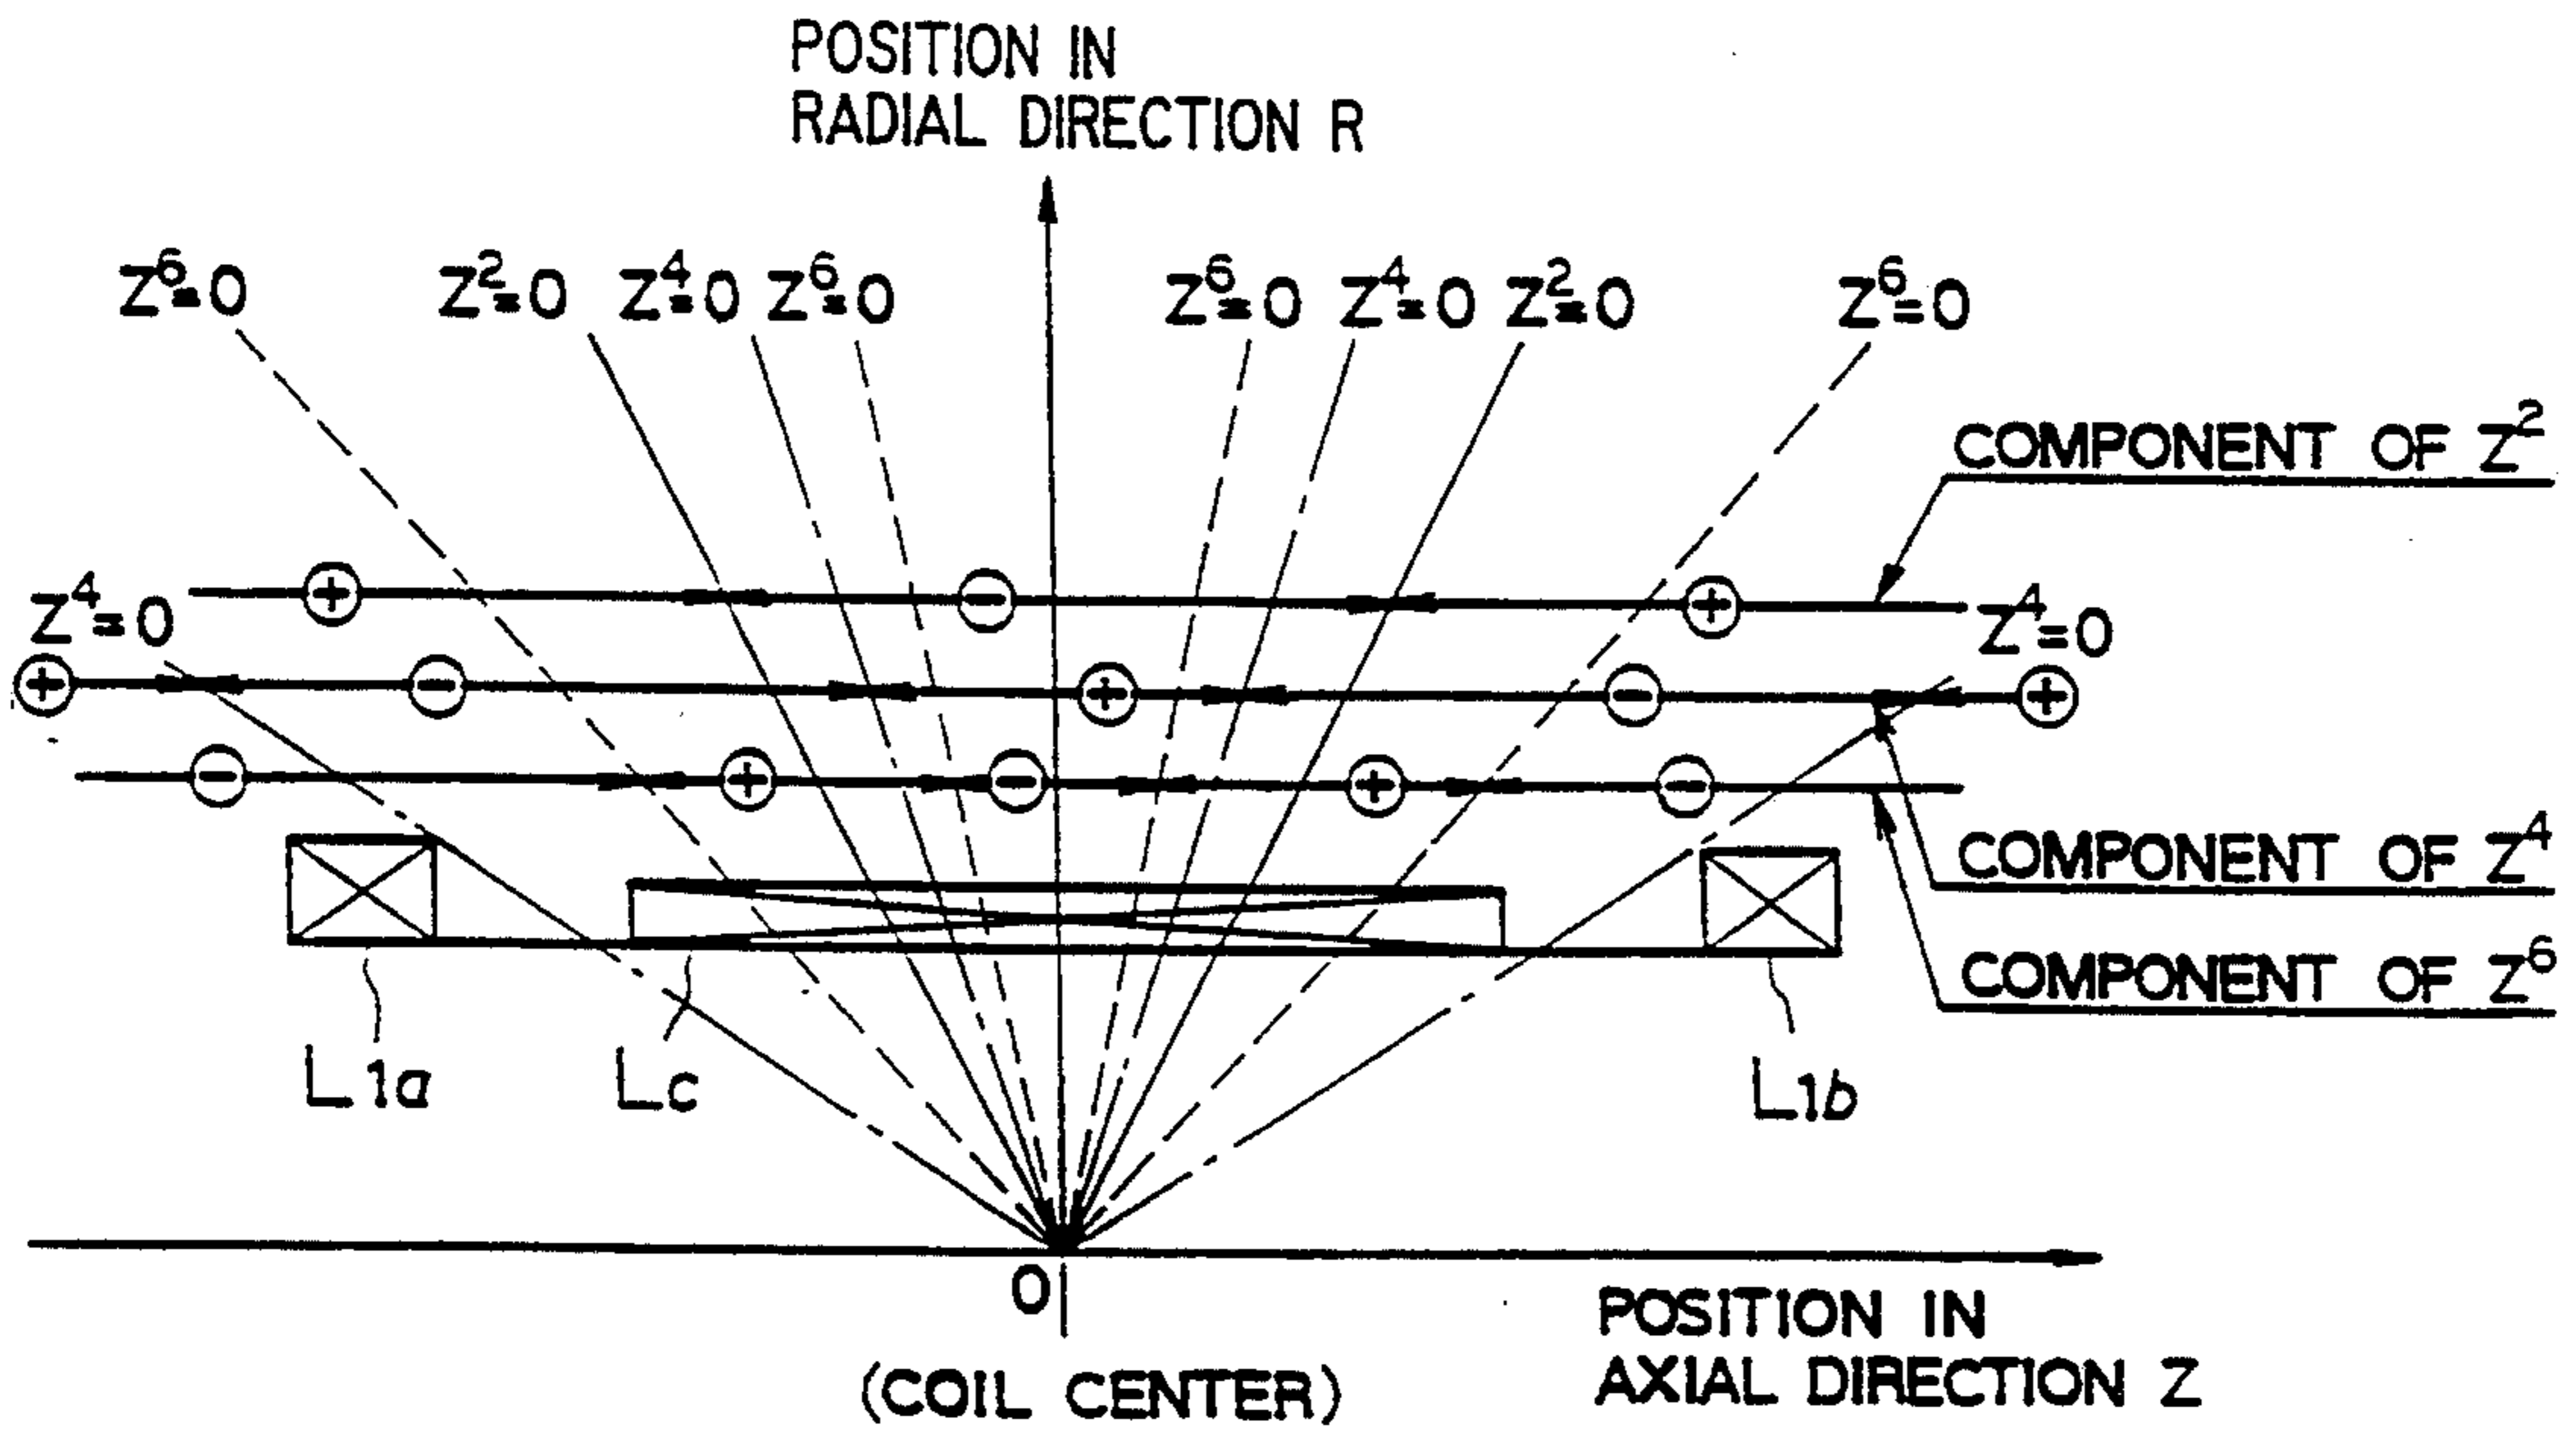 POSITION IN
RADIAL DIRECTION R
Z⁶=0 Z²=0 Z⁴=0 Z⁶=0 Z⁶=0 Z⁴=0 Z²=0 Z⁶=0
COMPONENT OF Z²
Z⁴=0 Z⁴=0
COMPONENT OF Z⁴
COMPONENT OF Z⁶
L1a Lc L1b
0
(COIL CENTER)
POSITION IN
AXIAL DIRECTION Z